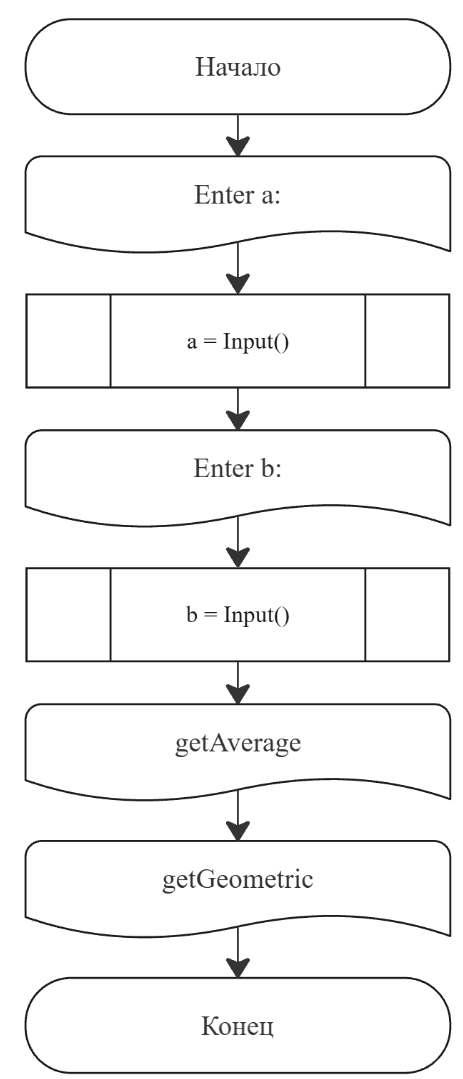 Начало
Enter a:
a = Input()
Enter b:
b = Input()
getAverage
getGeometric
Конец